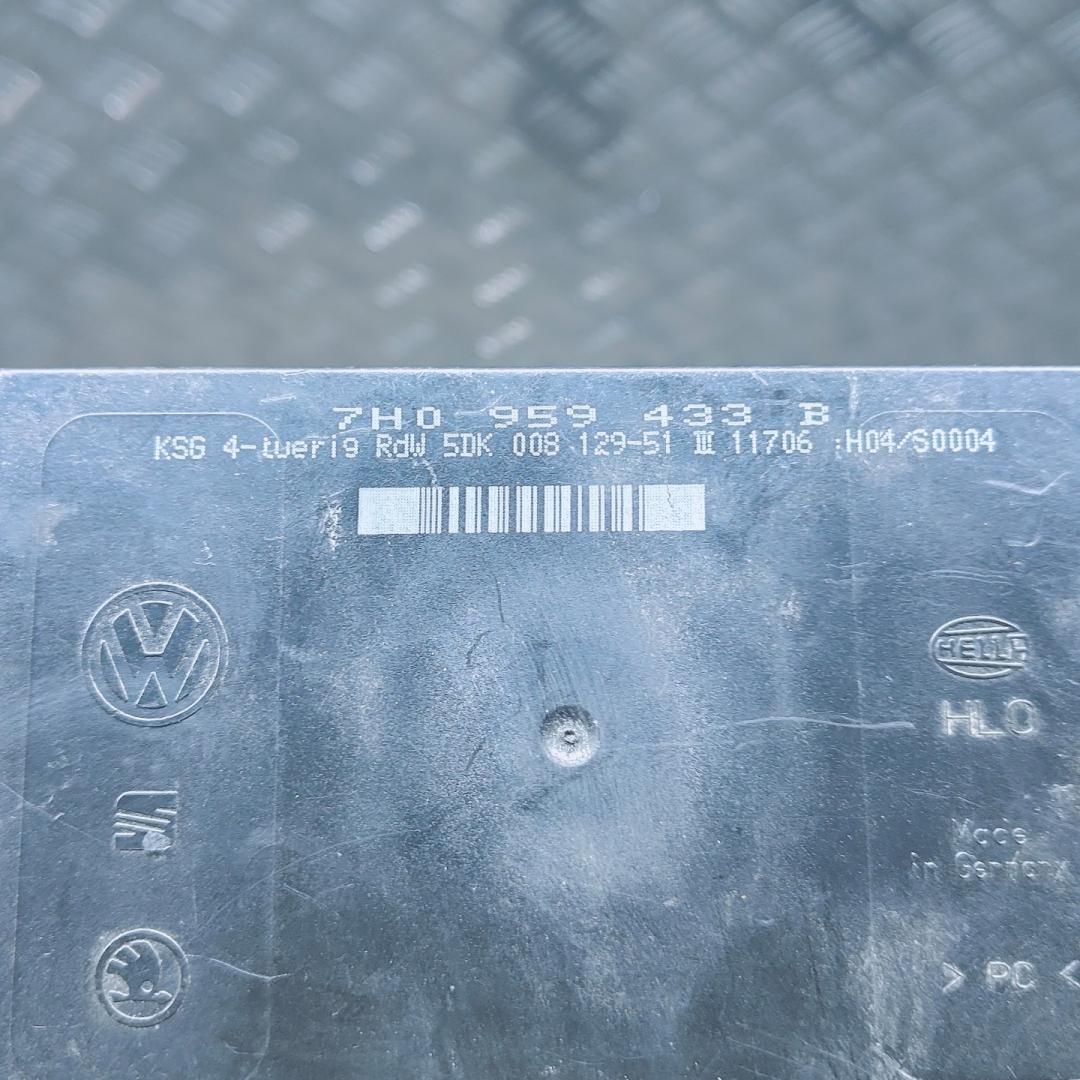 7H0 959 433 B
KSG 4-tuerig RdW 5DK 008 129-51 III 11706 :H04/S0004
VW
HELLA
HLO
Made
in Germany
> PC <